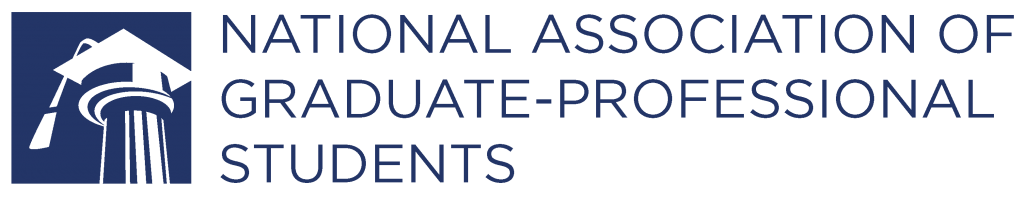 NATIONAL ASSOCIATION OF
GRADUATE-PROFESSIONAL
STUDENTS